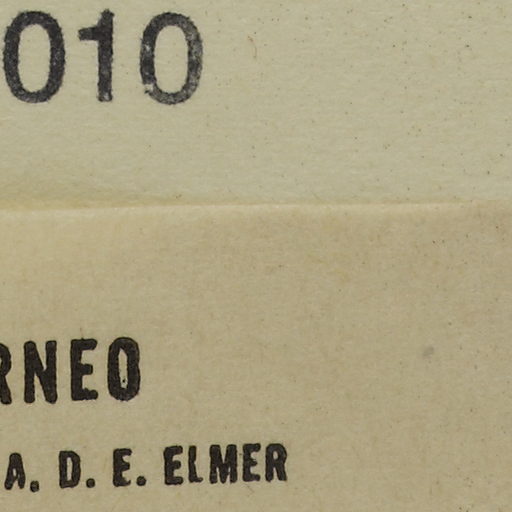 010
RNEO
A. D. E. ELMER